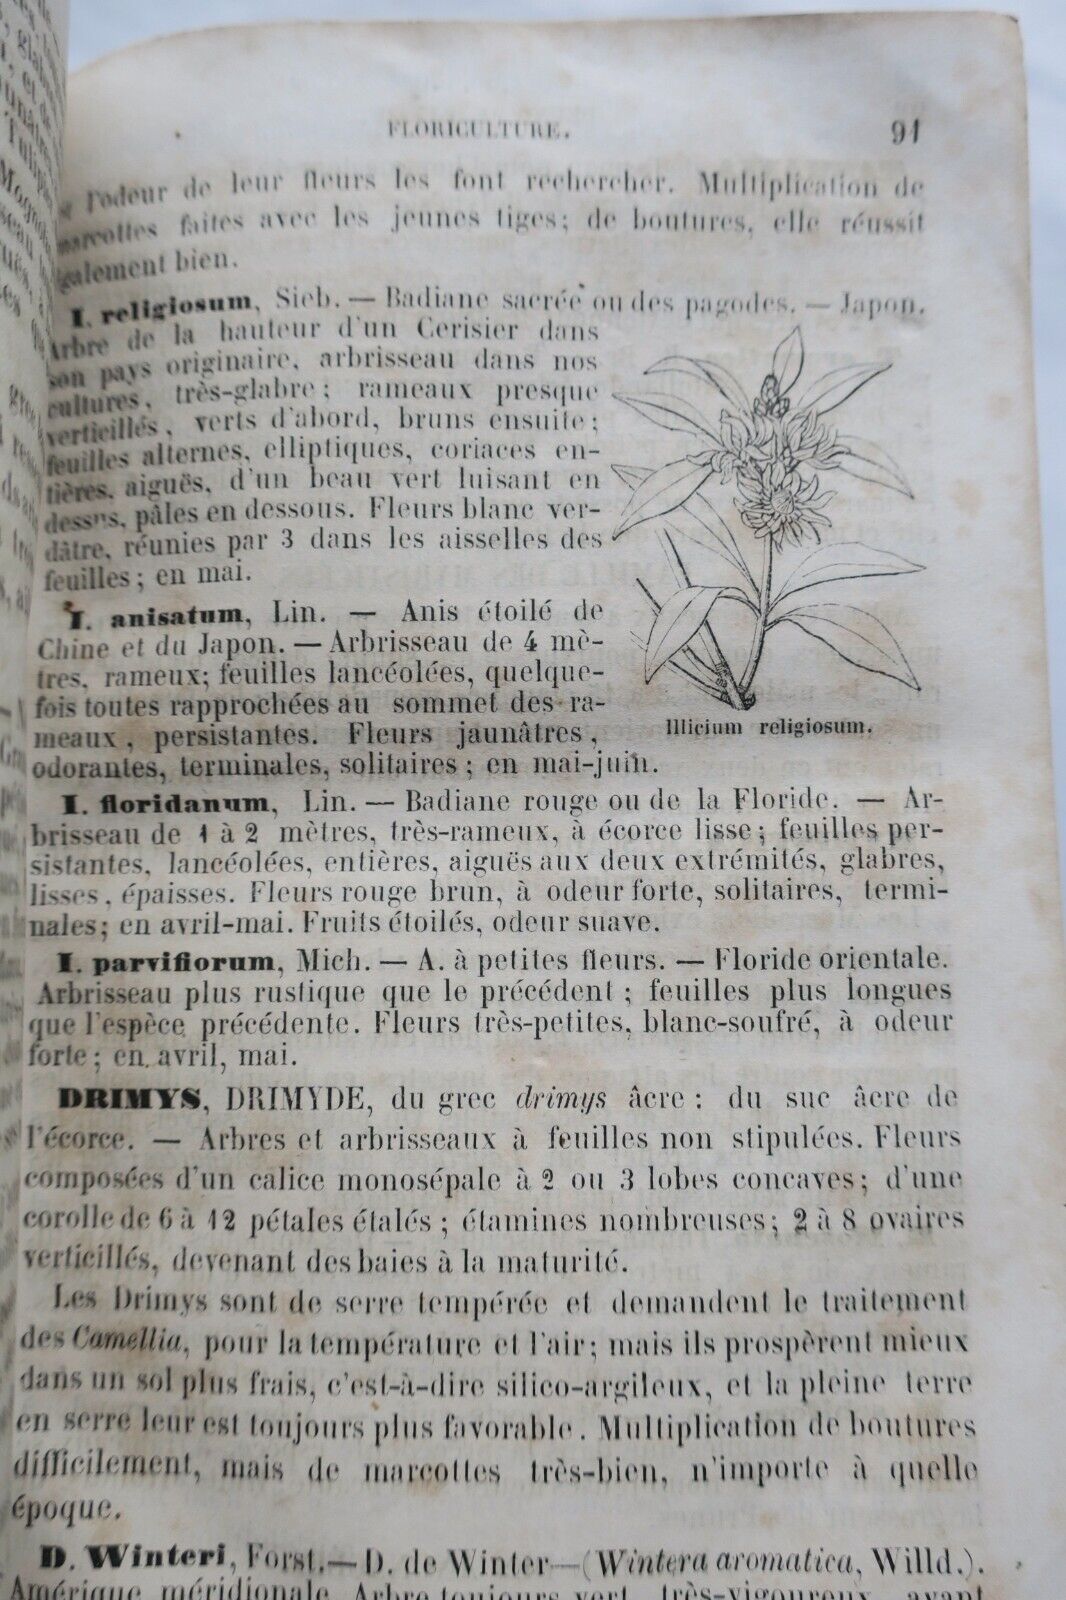 FLORICULTURE. 91
l'odeur de leur fleurs les font rechercher. Multiplication de
marcottes faites avec les jeunes tiges; de boutures, elle réussit
également bien.
I. religiosum, Sieb. — Badiane sacrée ou des pagodes. — Japon.
Arbre de la hauteur d'un Cerisier dans
son pays originaire, arbrisseau dans nos
cultures, très-glabre; rameaux presque
verticillés, verts d'abord, bruns ensuite;
feuilles alternes, elliptiques, coriaces en-
tières, aiguës, d'un beau vert luisant en
dessus, pâles en dessous. Fleurs blanc ver-
dâtre, réunies par 3 dans les aisselles des
feuilles; en mai.
I. anisatum, Lin. — Anis étoilé de
Chine et du Japon. — Arbrisseau de 4 mè-
tres, rameux; feuilles lancéolées, quelque-
fois toutes rapprochées au sommet des ra-
meaux, persistantes. Fleurs jaunâtres,
odorantes, terminales, solitaires; en mai-juin.
Illicium religiosum.
I. floridanum, Lin. — Badiane rouge ou de la Floride. — Ar-
brisseau de 1 à 2 mètres, très-rameux, à écorce lisse; feuilles per-
sistantes, lancéolées, entières, aiguës aux deux extrémités, glabres,
lisses, épaisses. Fleurs rouge brun, à odeur forte, solitaires, termi-
nales; en avril-mai. Fruits étoilés, odeur suave.
I. parvifiorum, Mich. — A. à petites fleurs. — Floride orientale.
Arbrisseau plus rustique que le précédent; feuilles plus longues
que l'espèce précédente. Fleurs très-petites, blanc-soufré, à odeur
forte; en avril, mai.
DRIMYS, DRIMYDE, du grec drimys âcre: du suc âcre de
l'écorce. — Arbres et arbrisseaux à feuilles non stipulées. Fleurs
composées d'un calice monosépale à 2 ou 3 lobes concaves; d'une
corolle de 6 à 12 pétales étalés; étamines nombreuses; 2 à 8 ovaires
verticillés, devenant des baies à la maturité.
Les Drimys sont de serre tempérée et demandent le traitement
des Camellia, pour la température et l'air; mais ils prospèrent mieux
dans un sol plus frais, c'est-à-dire silico-argileux, et la pleine terre
en serre leur est toujours plus favorable. Multiplication de boutures
difficilement, mais de marcottes très-bien, n'importe à quelle
époque.
D. Winteri, Forst. — D. de Winter — (Wintera aromatica, Willd.).
Amérique méridionale. Arbre toujours vert, très-vigoureux, ayant